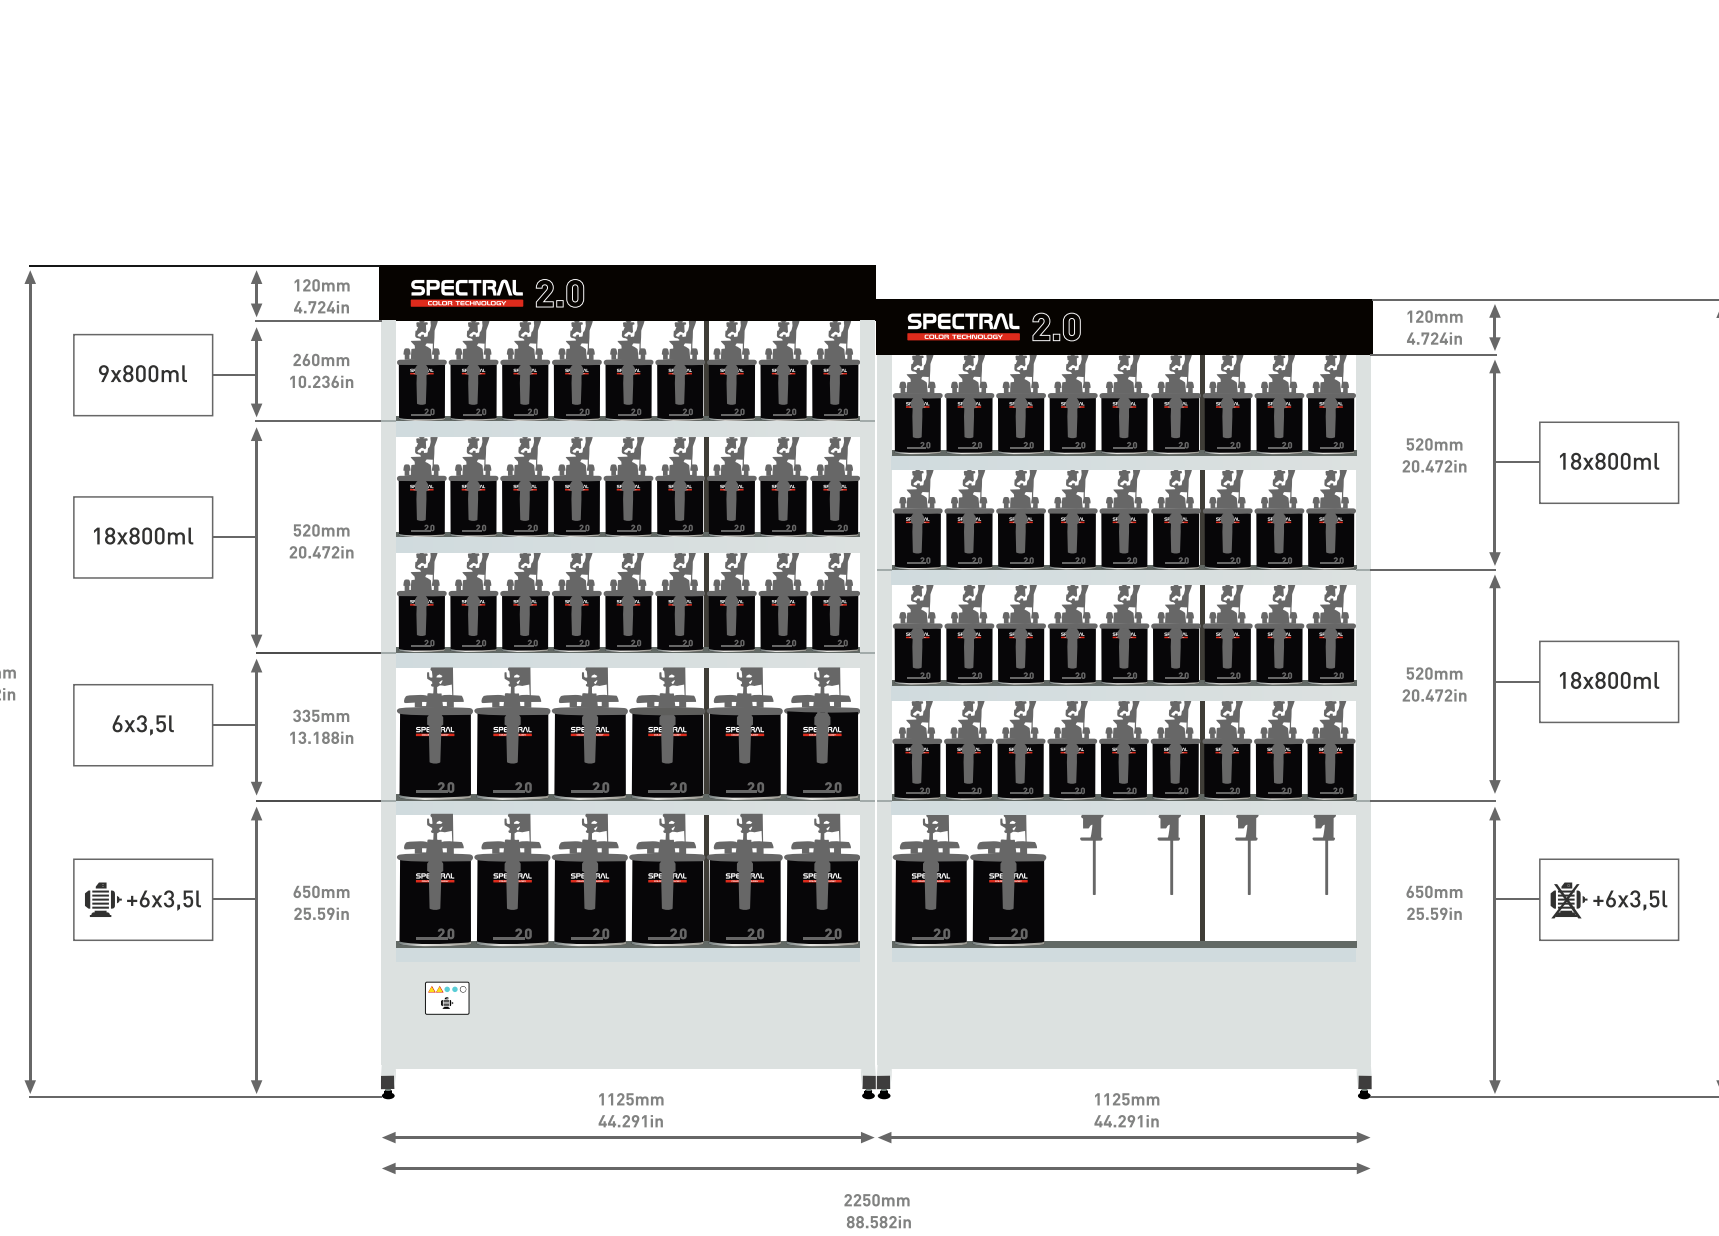 SPECTRAL 2.0
COLOR TECHNOLOGY
120mm
4.724in
SPECTRAL 2.0
COLOR TECHNOLOGY
120mm
4.724in
9x800ml
260mm
10.236in
18x800ml
520mm
20.472in
520mm
20.472in
18x800ml
6x3,5l
335mm
13.188in
520mm
20.472in
18x800ml
+6x3,5l
650mm
25.59in
650mm
25.59in
+6x3,5l
1125mm
44.291in
1125mm
44.291in
2250mm
88.582in